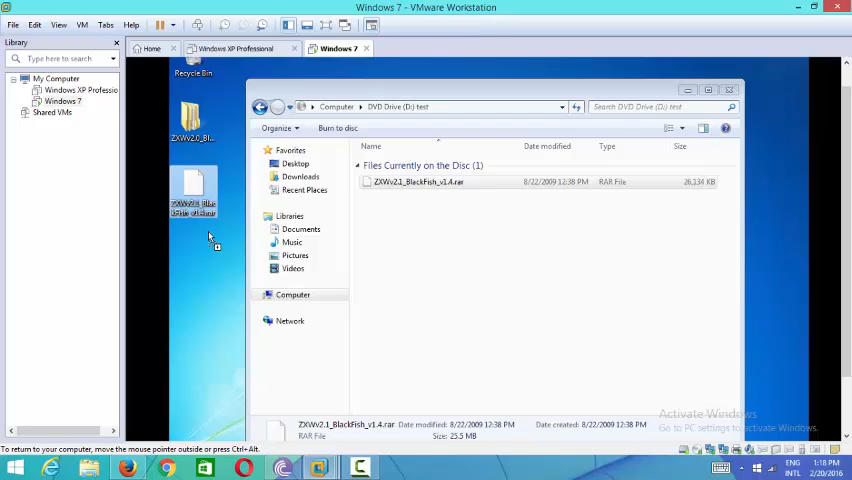 Windows 7 - VMware Workstation
File Edit View VM Tabs Help
Library
Type here to search
My Computer
Windows XP Professio
Windows 7
Shared VMs
Home Windows XP Professional Windows 7
Recycle Bin
ZXWv2.0_Bl...
ZXWv2.1_Blac
kFish_v1.4.rar
Computer DVD Drive (D:) test
Search DVD Drive (D:) test
Organize Burn to disc
Favorites
Desktop
Downloads
Recent Places
Libraries
Documents
Music
Pictures
Videos
Computer
Network
Name Date modified Type Size
Files Currently on the Disc (1)
ZXWv2.1_BlackFish_v1.4.rar 8/22/2009 12:38 PM RAR File 26,134 KB
ZXWv2.1_BlackFish_v1.4.rar Date modified: 8/22/2009 12:38 PM Date created: 8/22/2009 12:38 PM
RAR File Size: 25.5 MB
Activate Windows
Go to PC settings to activate Windows.
To return to your computer, move the mouse pointer outside or press Ctrl+Alt.
ENG 1:18 PM
INTL 2/20/2016